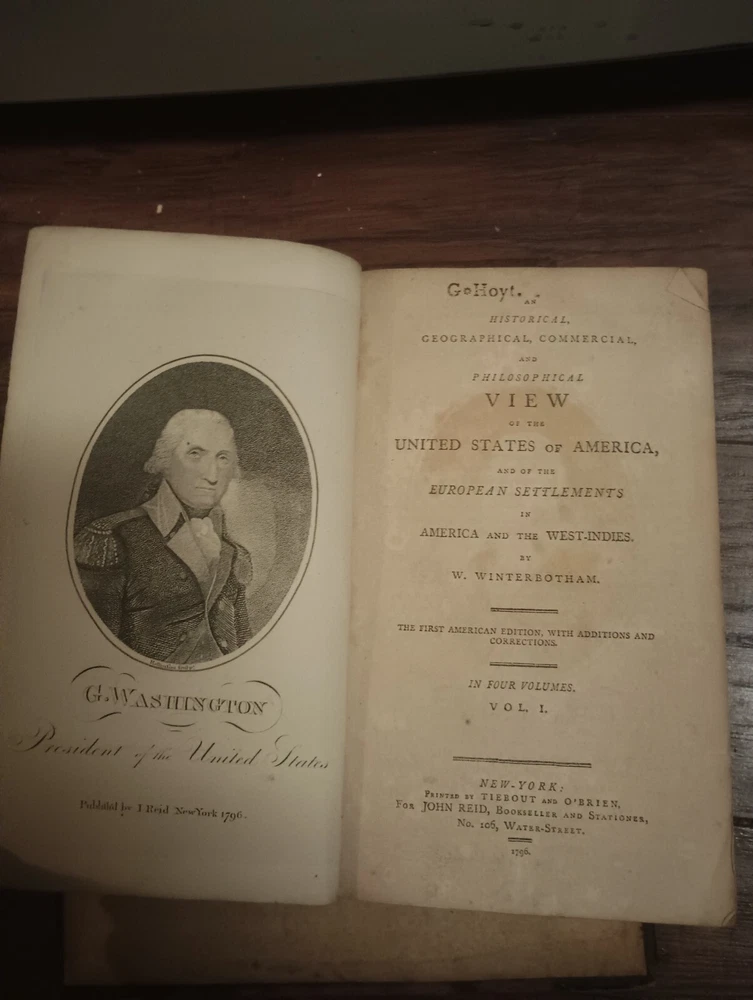 G. WASHINGTON
President of the United States
Publishd by J. Reid New York 1796.
G. Hoyt.
AN
HISTORICAL,
GEOGRAPHICAL, COMMERCIAL,
AND
PHILOSOPHICAL
VIEW
OF THE
UNITED STATES OF AMERICA,
AND OF THE
EUROPEAN SETTLEMENTS
IN
AMERICA AND THE WEST-INDIES.
BY
W. WINTERBOTHAM.
THE FIRST AMERICAN EDITION, WITH ADDITIONS AND
CORRECTIONS.
IN FOUR VOLUMES.
VOL. I.
NEW-YORK:
PRINTED BY TIEBOUT AND O'BRIEN,
FOR JOHN REID, BOOKSELLER AND STATIONER,
No. 106, WATER-STREET.
1796.